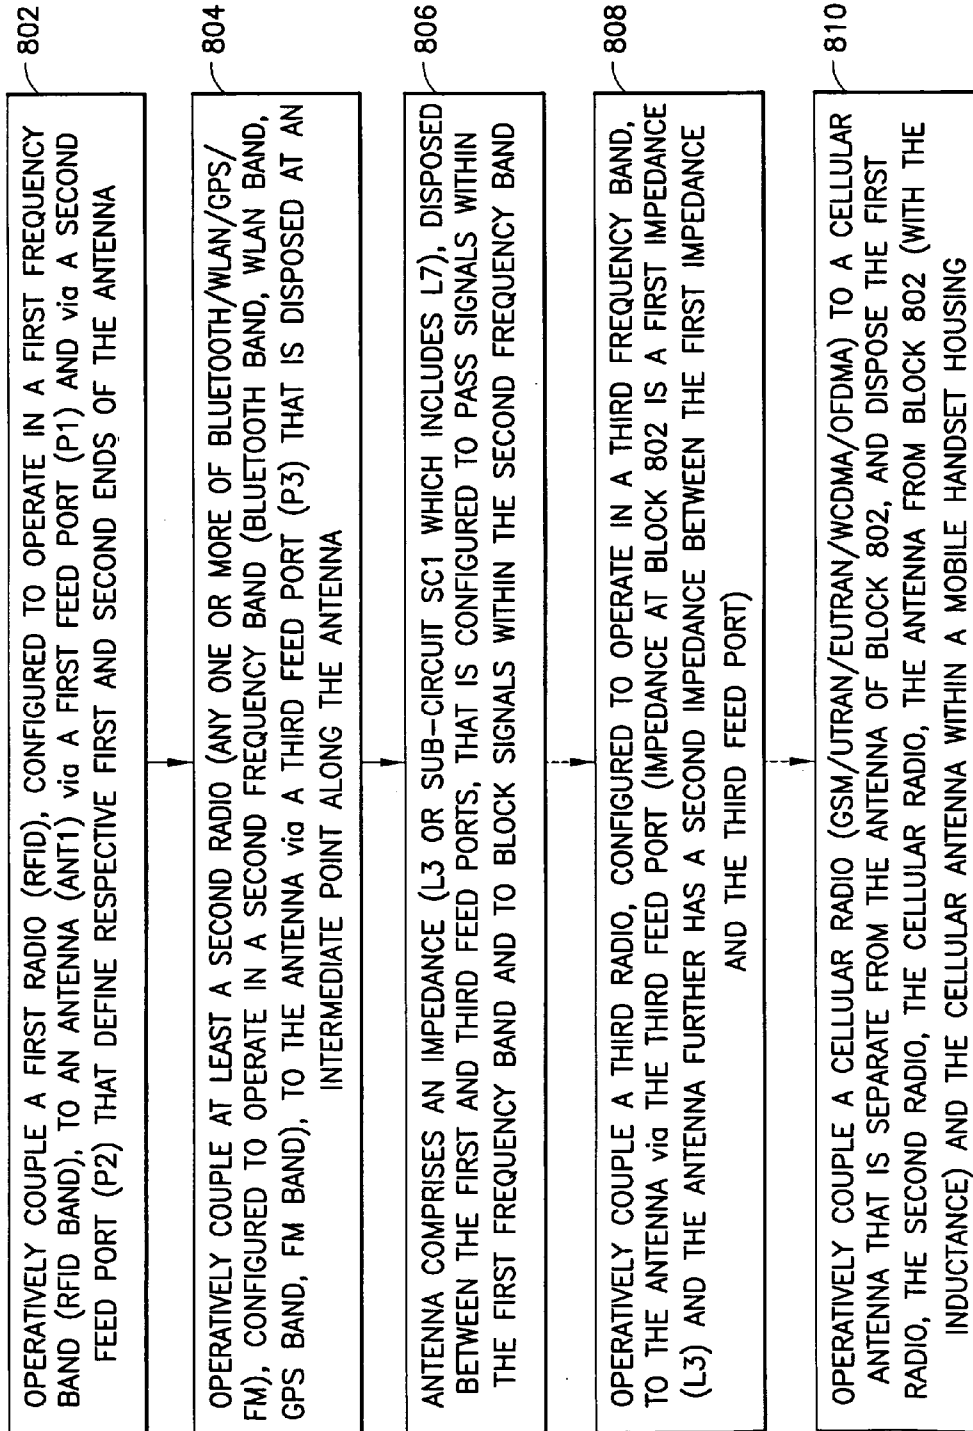 OPERATIVELY COUPLE A FIRST RADIO (RFID), CONFIGURED TO OPERATE IN A FIRST FREQUENCY
BAND (RFID BAND), TO AN ANTENNA (ANT1) via A FIRST FEED PORT (P1) AND via A SECOND
FEED PORT (P2) THAT DEFINE RESPECTIVE FIRST AND SECOND ENDS OF THE ANTENNA
802
OPERATIVELY COUPLE AT LEAST A SECOND RADIO (ANY ONE OR MORE OF BLUETOOTH/WLAN/GPS/
FM), CONFIGURED TO OPERATE IN A SECOND FREQUENCY BAND (BLUETOOTH BAND, WLAN BAND,
GPS BAND, FM BAND), TO THE ANTENNA via A THIRD FEED PORT (P3) THAT IS DISPOSED AT AN
INTERMEDIATE POINT ALONG THE ANTENNA
804
ANTENNA COMPRISES AN IMPEDANCE (L3 OR SUB-CIRCUIT SC1 WHICH INCLUDES L7), DISPOSED
BETWEEN THE FIRST AND THIRD FEED PORTS, THAT IS CONFIGURED TO PASS SIGNALS WITHIN
THE FIRST FREQUENCY BAND AND TO BLOCK SIGNALS WITHIN THE SECOND FREQUENCY BAND
806
OPERATIVELY COUPLE A THIRD RADIO, CONFIGURED TO OPERATE IN A THIRD FREQUENCY BAND,
TO THE ANTENNA via THE THIRD FEED PORT (IMPEDANCE AT BLOCK 802 IS A FIRST IMPEDANCE
(L3) AND THE ANTENNA FURTHER HAS A SECOND IMPEDANCE BETWEEN THE FIRST IMPEDANCE
AND THE THIRD FEED PORT)
808
OPERATIVELY COUPLE A CELLULAR RADIO (GSM/UTRAN/EUTRAN/WCDMA/OFDMA) TO A CELLULAR
ANTENNA THAT IS SEPARATE FROM THE ANTENNA OF BLOCK 802, AND DISPOSE THE FIRST
RADIO, THE SECOND RADIO, THE CELLULAR RADIO, THE ANTENNA FROM BLOCK 802 (WITH THE
INDUCTANCE) AND THE CELLULAR ANTENNA WITHIN A MOBILE HANDSET HOUSING
810